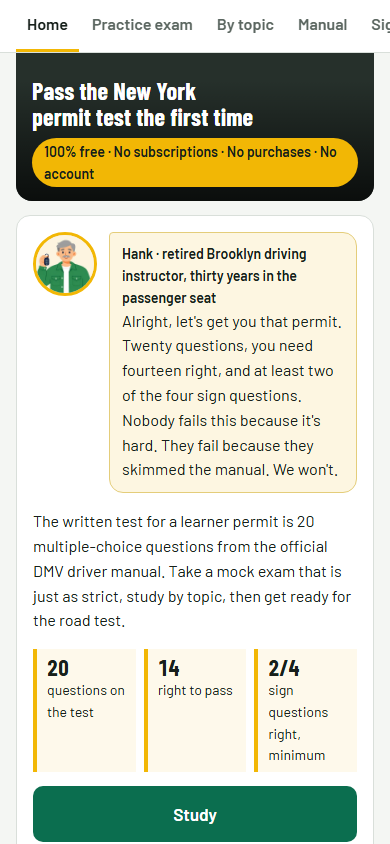 Home Practice exam By topic Manual
Pass the New York
permit test the first time
100% free · No subscriptions · No purchases · No
account
Hank · retired Brooklyn driving
instructor, thirty years in the
passenger seat
Alright, let's get you that permit.
Twenty questions, you need
fourteen right, and at least two
of the four sign questions.
Nobody fails this because it's
hard. They fail because they
skimmed the manual. We won't.
The written test for a learner permit is 20
multiple-choice questions from the official
DMV driver manual. Take a mock exam that is
just as strict, study by topic, then get ready for
the road test.
20
questions on
the test
14
right to pass
2/4
sign
questions
right,
minimum
Study